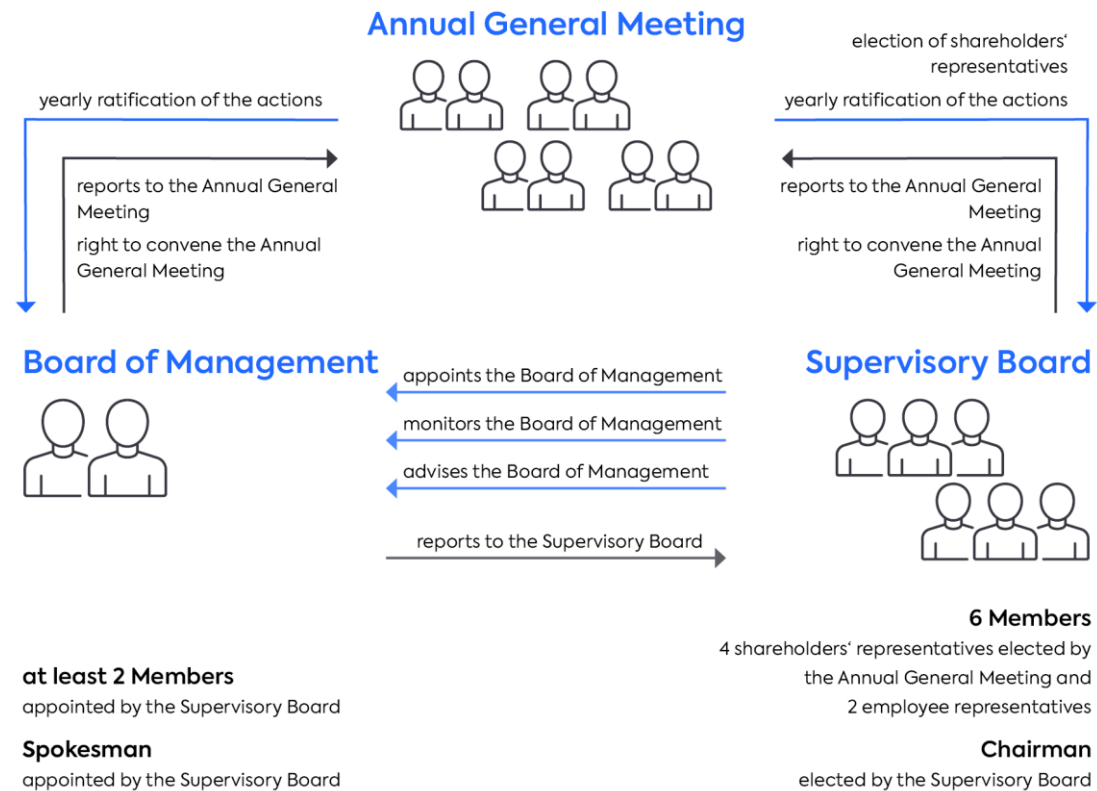 Annual General Meeting
election of shareholders‘
representatives
yearly ratification of the actions
yearly ratification of the actions
reports to the Annual General
Meeting
right to convene the Annual
General Meeting
reports to the Annual General
Meeting
right to convene the Annual
General Meeting
Board of Management
Supervisory Board
appoints the Board of Management
monitors the Board of Management
advises the Board of Management
reports to the Supervisory Board
at least 2 Members
appointed by the Supervisory Board
Spokesman
appointed by the Supervisory Board
6 Members
4 shareholders‘ representatives elected by
the Annual General Meeting and
2 employee representatives
Chairman
elected by the Supervisory Board